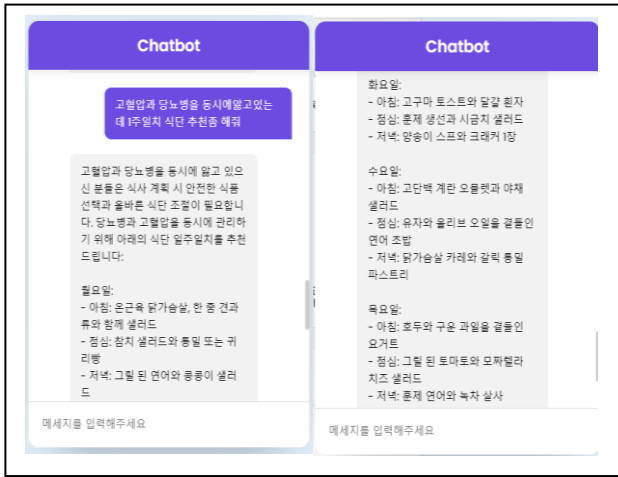 Chatbot
고혈압과 당뇨병을 동시에앓고있는
데 1주일치 식단 추천좀 해줘
고혈압과 당뇨병을 동시에 앓고 있으
신 분들은 식사 계획 시 안전한 식품
선택과 올바른 식단 조절이 필요합니
다. 당뇨병과 고혈압을 동시에 관리하
기 위해 아래의 식단 일주일치를 추천
드립니다:
월요일:
- 아침: 온근육 닭가슴살, 한 줌 견과
류와 함께 샐러드
- 점심: 참치 샐러드와 통밀 또는 귀
리빵
- 저녁: 그릴 된 연어와 콩콩이 샐러
드
메세지를 입력해주세요
Chatbot
화요일:
- 아침: 고구마 토스트와 달걀 흰자
- 점심: 훈제 생선과 시금치 샐러드
- 저녁: 양송이 스프와 크래커 1장
수요일:
- 아침: 고단백 계란 오믈렛과 야채
샐러드
- 점심: 유자와 올리브 오일을 곁들인
연어 조밥
- 저녁: 닭가슴살 카레와 갈릭 통밀
파스트리
목요일:
- 아침: 호두와 구운 과일을 곁들인
요거트
- 점심: 그릴 된 토마토와 모짜렐라
치즈 샐러드
- 저녁: 훈제 연어와 녹차 살사
메세지를 입력해주세요